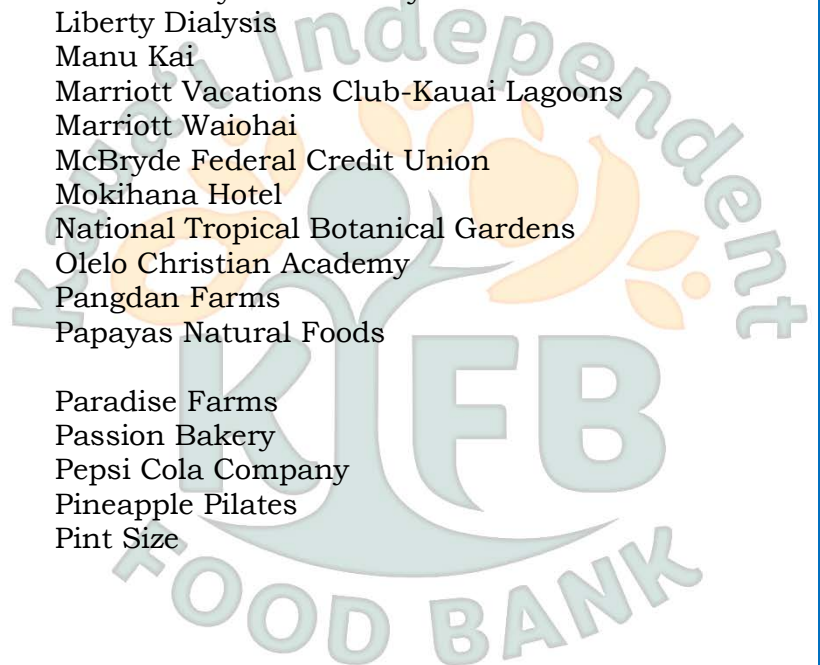 Liberty Dialysis
Manu Kai
Marriott Vacations Club-Kauai Lagoons
Marriott Waiohai
McBryde Federal Credit Union
Mokihana Hotel
National Tropical Botanical Gardens
Olelo Christian Academy
Pangdan Farms
Papayas Natural Foods
Paradise Farms
Passion Bakery
Pepsi Cola Company
Pineapple Pilates
Pint Size
Kaua'i Independent
KIFB
FOOD BANK